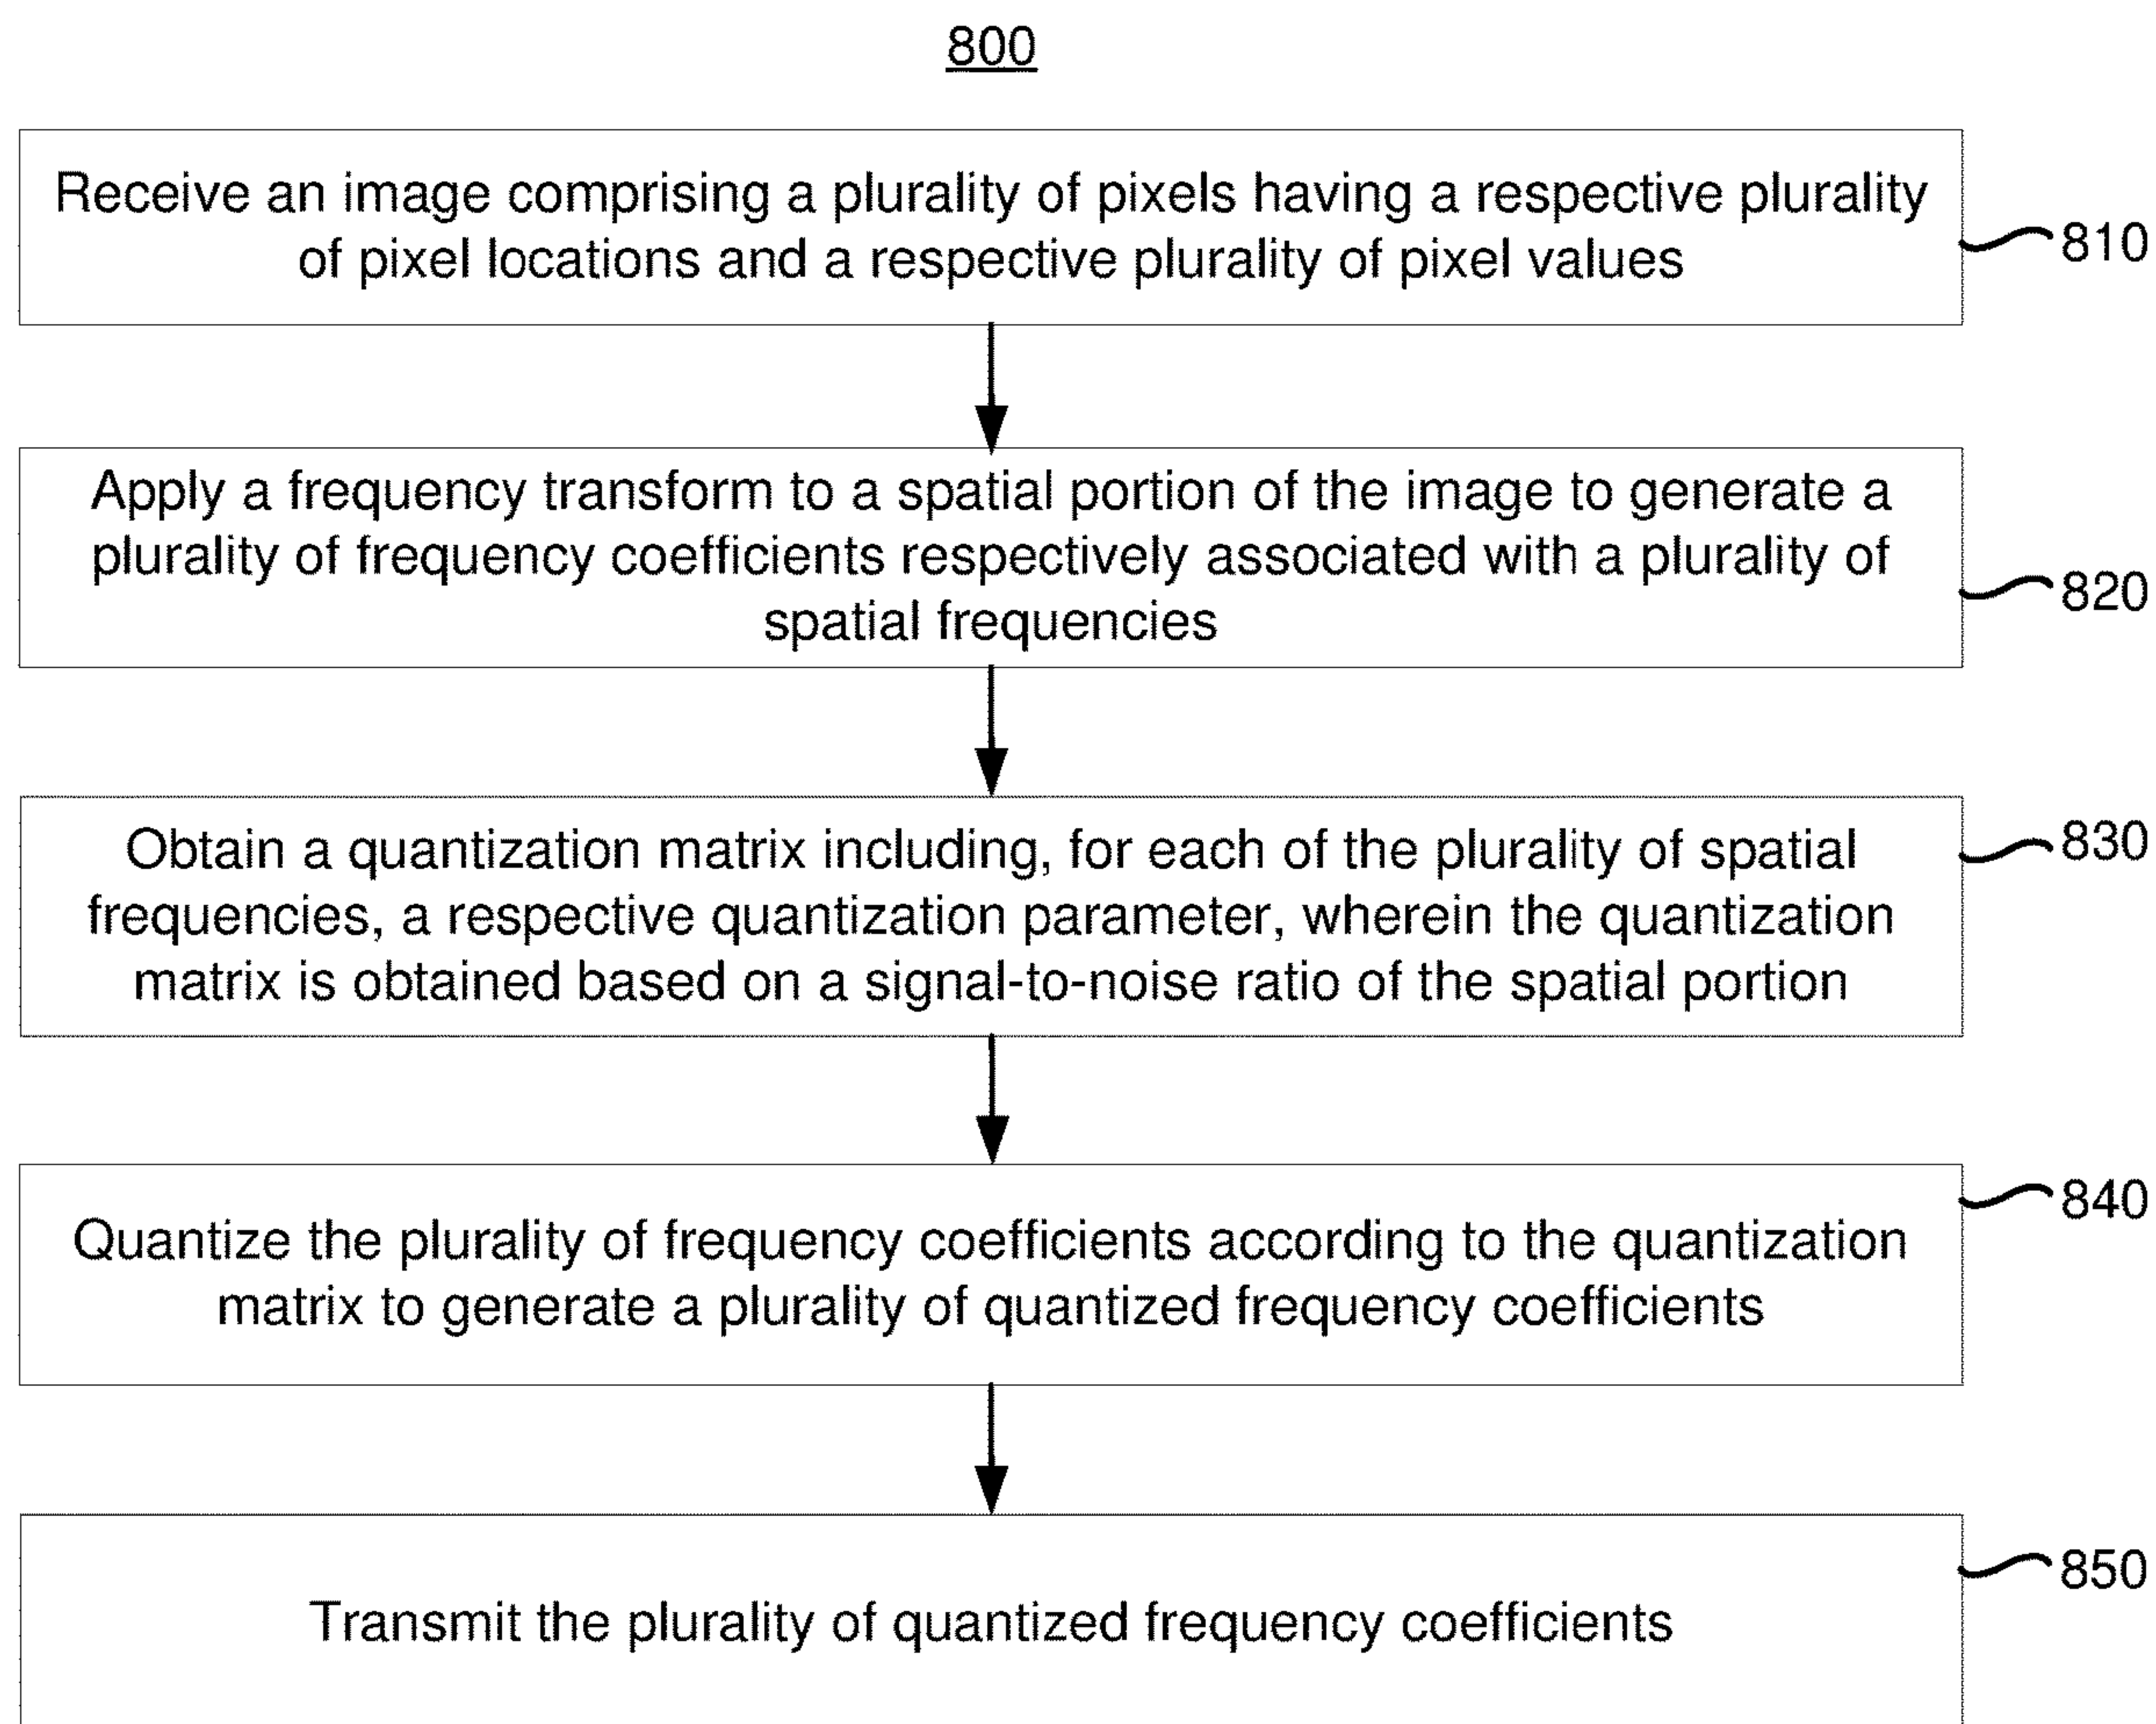 800
Receive an image comprising a plurality of pixels having a respective plurality
of pixel locations and a respective plurality of pixel values
810
Apply a frequency transform to a spatial portion of the image to generate a
plurality of frequency coefficients respectively associated with a plurality of
spatial frequencies
820
Obtain a quantization matrix including, for each of the plurality of spatial
frequencies, a respective quantization parameter, wherein the quantization
matrix is obtained based on a signal-to-noise ratio of the spatial portion
830
Quantize the plurality of frequency coefficients according to the quantization
matrix to generate a plurality of quantized frequency coefficients
840
Transmit the plurality of quantized frequency coefficients
850